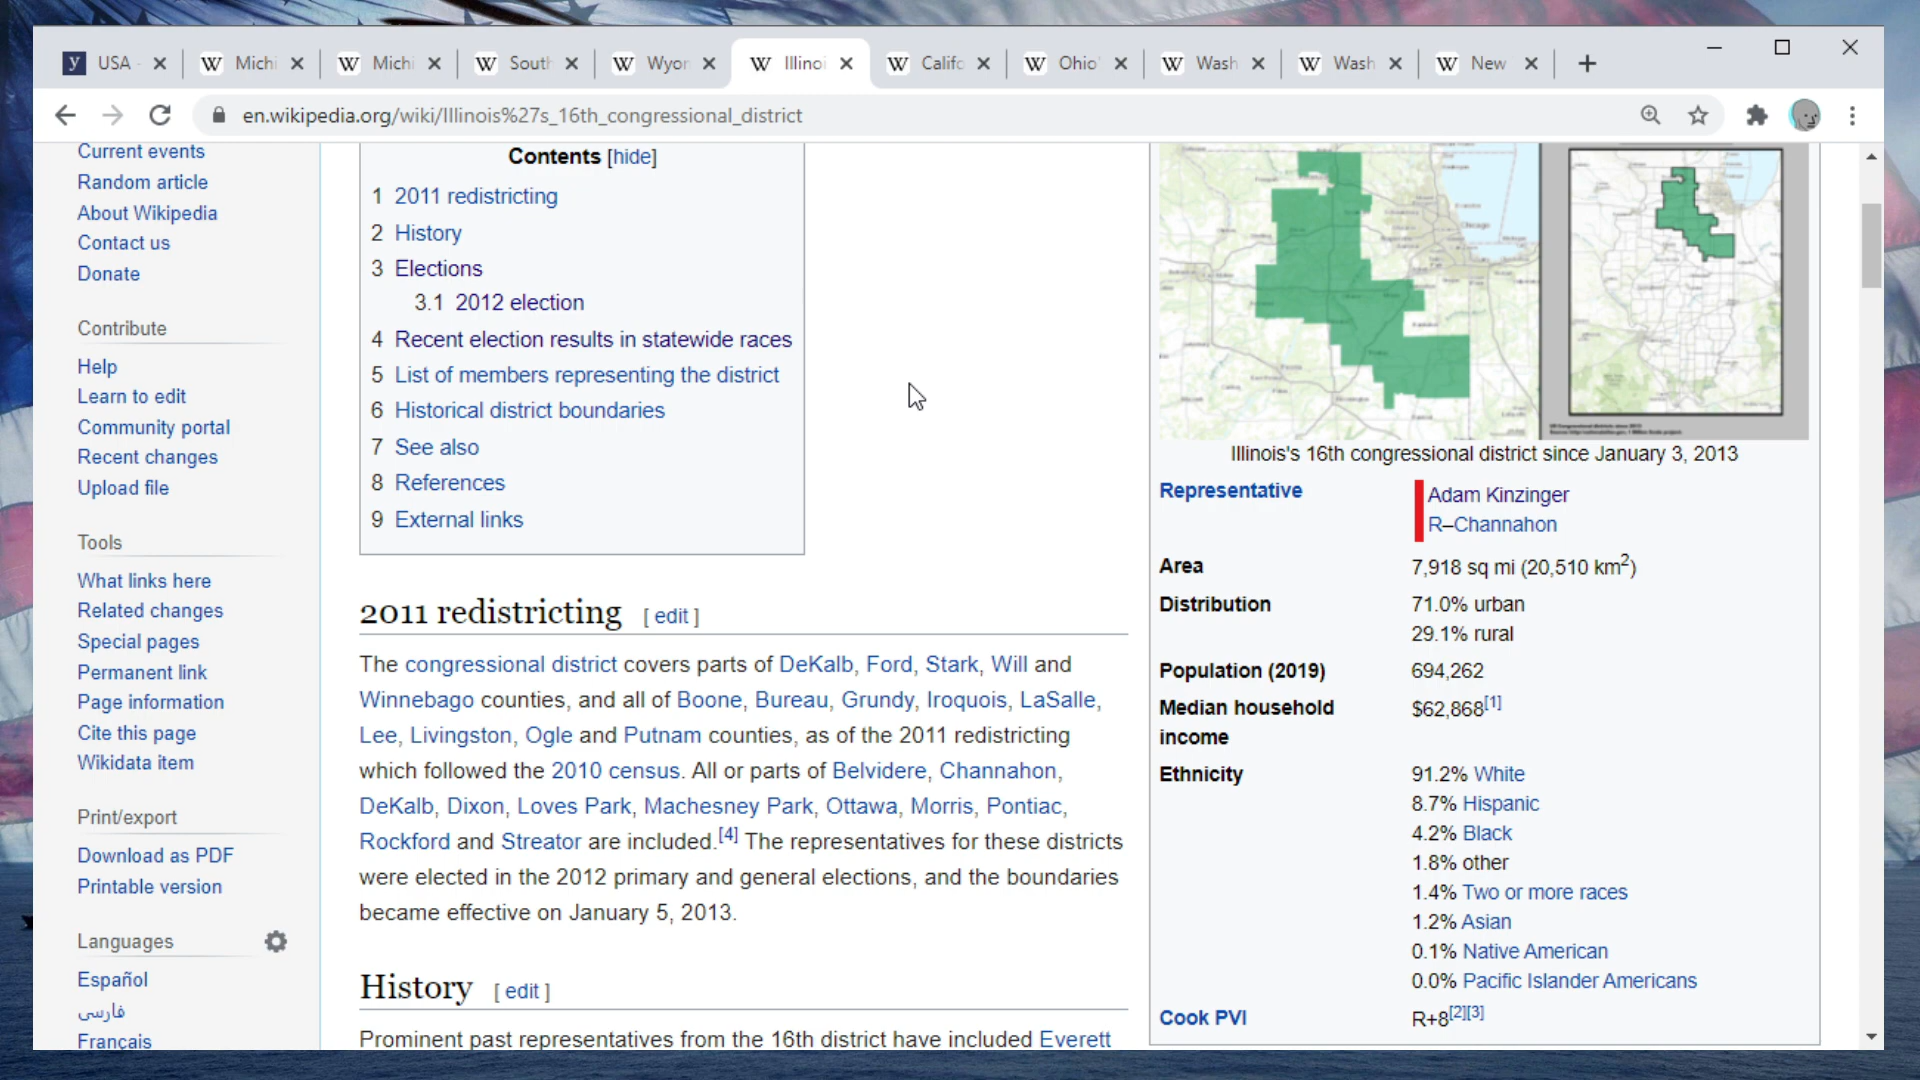 USA -
Michi
Michi
South
Wyor
Illinoi
Califo
Ohio'
Wash
Wash
New
en.wikipedia.org/wiki/Illinois%27s_16th_congressional_district
Current events
Random article
About Wikipedia
Contact us
Donate
Contribute
Help
Learn to edit
Community portal
Recent changes
Upload file
Tools
What links here
Related changes
Special pages
Permanent link
Page information
Cite this page
Wikidata item
Print/export
Download as PDF
Printable version
Languages
Español
فارسی
Français
Contents [hide]
1 2011 redistricting
2 History
3 Elections
3.1 2012 election
4 Recent election results in statewide races
5 List of members representing the district
6 Historical district boundaries
7 See also
8 References
9 External links
2011 redistricting [ edit ]
The congressional district covers parts of DeKalb, Ford, Stark, Will and
Winnebago counties, and all of Boone, Bureau, Grundy, Iroquois, LaSalle,
Lee, Livingston, Ogle and Putnam counties, as of the 2011 redistricting
which followed the 2010 census. All or parts of Belvidere, Channahon,
DeKalb, Dixon, Loves Park, Machesney Park, Ottawa, Morris, Pontiac,
Rockford and Streator are included.[4] The representatives for these districts
were elected in the 2012 primary and general elections, and the boundaries
became effective on January 5, 2013.
History [ edit ]
Prominent past representatives from the 16th district have included Everett
Illinois's 16th congressional district since January 3, 2013
Representative Adam Kinzinger
R–Channahon
Area 7,918 sq mi (20,510 km2)
Distribution 71.0% urban
29.1% rural
Population (2019) 694,262
Median household $62,868[1]
income
Ethnicity 91.2% White
8.7% Hispanic
4.2% Black
1.8% other
1.4% Two or more races
1.2% Asian
0.1% Native American
0.0% Pacific Islander Americans
Cook PVI R+8[2][3]